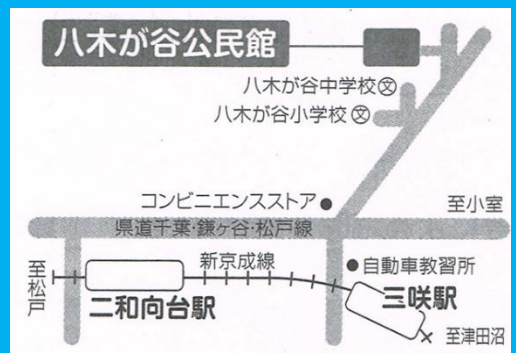 八木が谷公民館
八木が谷中学校㊆
八木が谷小学校㊆
コンビニエンスストア
至小室
県道千葉・鎌ヶ谷・松戸線
新京成線
自動車教習所
至松戸
二和向台駅
三咲駅
至津田沼